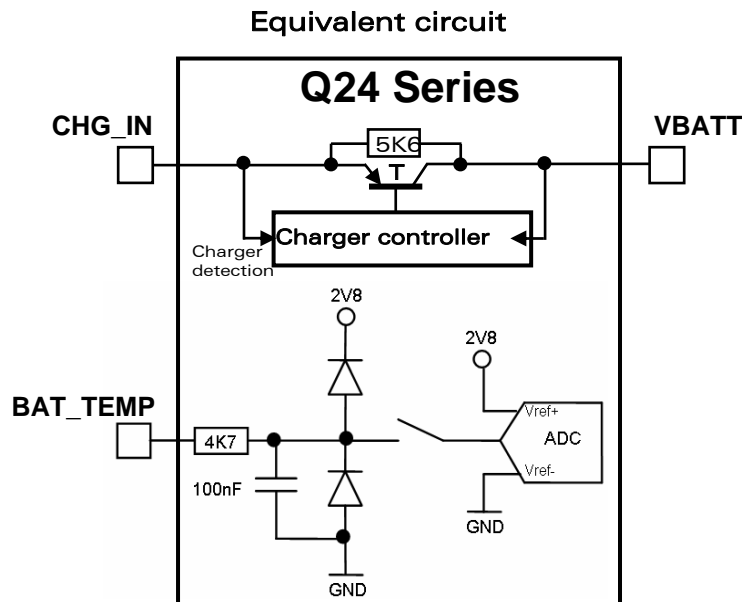 Equivalent circuit
Q24 Series
CHG_IN
VBATT
5K6
T
Charger controller
Charger
detection
2V8
2V8
BAT_TEMP
4K7
Vref+
ADC
Vref-
100nF
GND
GND